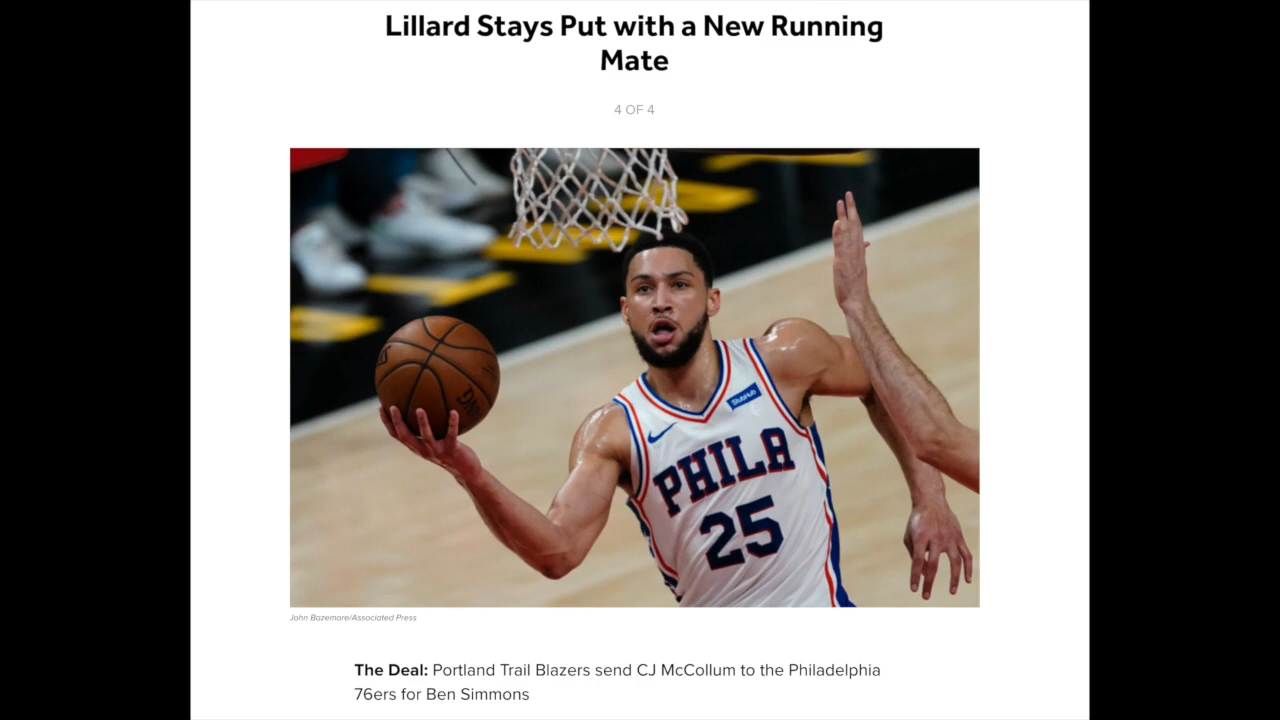 Lillard Stays Put with a New Running
Mate
4 OF 4
StubHub
PHILA
25
John Bazemore/Associated Press
The Deal: Portland Trail Blazers send CJ McCollum to the Philadelphia
76ers for Ben Simmons